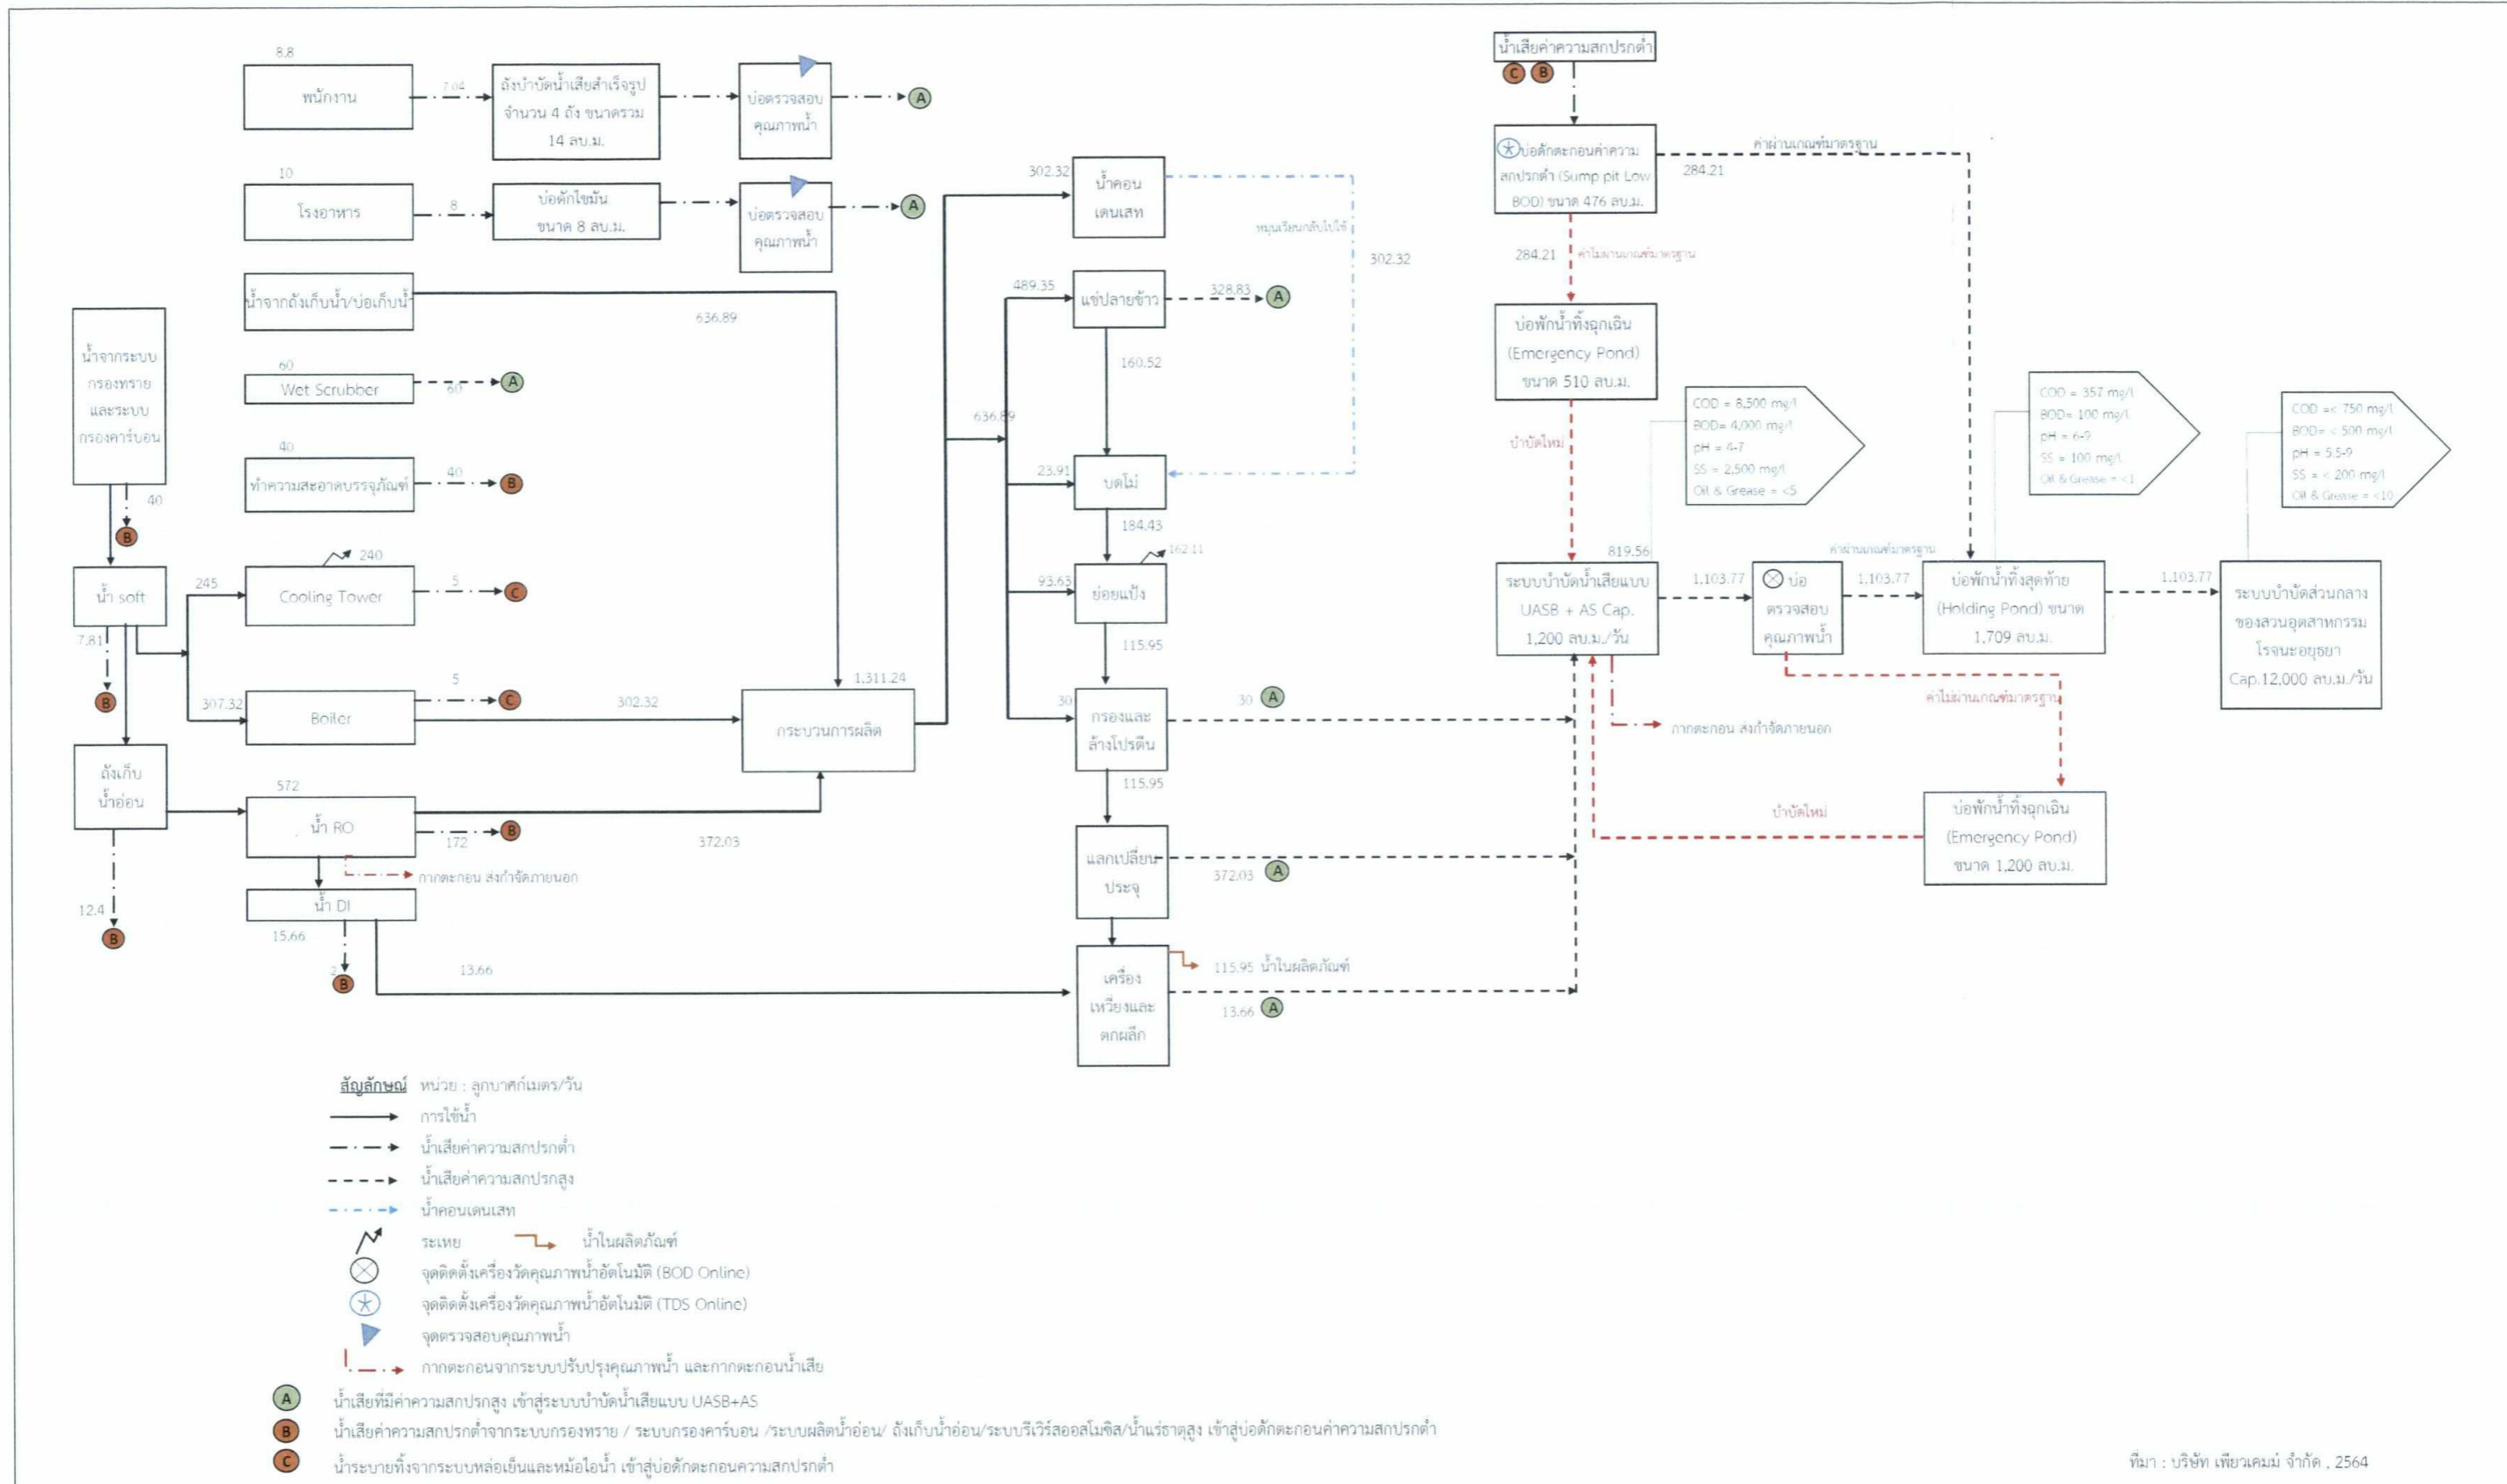 8.8
พนักงาน
7.04
ถังบำบัดน้ำเสียสำเร็จรูป
จำนวน 4 ถัง ขนาดรวม
14 ลบ.ม.
บ่อตรวจสอบ
คุณภาพน้ำ
A
10
โรงอาหาร
8
บ่อดักไขมัน
ขนาด 8 ลบ.ม.
บ่อตรวจสอบ
คุณภาพน้ำ
A
น้ำจากถังเก็บน้ำ/บ่อเก็บน้ำ
636.89
60
Wet Scrubber
60
A
40
ทำความสะอาดบรรจุภัณฑ์
40
B
น้ำจากระบบ
กรองทราย
และระบบ
กรองคาร์บอน
40
B
น้ำ soft
7.81
B
245
240
Cooling Tower
5
C
307.32
Boiler
5
C
302.32
ถังเก็บ
น้ำอ่อน
12.4
B
572
น้ำ RO
172
B
372.03
กากตะกอน ส่งกำจัดภายนอก
น้ำ DI
15.66
2
B
13.66
1,311.24
กระบวนการผลิต
636.89
302.32
น้ำคอน
เดนเสท
หมุนเวียนกลับไปใช้
302.32
489.35
แช่ปลายข้าว
328.83
A
160.52
23.91
บดโม่
184.43
162.11
93.63
ย่อยแป้ง
115.95
30
กรองและ
ล้างโปรตีน
30
A
115.95
แลกเปลี่ยน
ประจุ
372.03
A
เครื่อง
เหวี่ยงและ
ตกผลึก
115.95 น้ำในผลิตภัณฑ์
13.66
A
น้ำเสียค่าความสกปรกต่ำ
C B
บ่อดักตะกอนค่าความ
สกปรกต่ำ (Sump pit Low
BOD) ขนาด 476 ลบ.ม.
ค่าผ่านเกณฑ์มาตรฐาน
284.21
284.21
ค่าไม่ผ่านเกณฑ์มาตรฐาน
บ่อพักน้ำทิ้งฉุกเฉิน
(Emergency Pond)
ขนาด 510 ลบ.ม.
บำบัดใหม่
COD = 8,500 mg/l
BOD= 4,000 mg/l
pH = 4-7
SS = 2,500 mg/l
Oil & Grease = <5
COD = 357 mg/l
BOD= 100 mg/l
pH = 6-9
SS = 100 mg/l
Oil & Grease = <1
COD =< 750 mg/l
BOD= < 500 mg/l
pH = 5.5-9
SS = < 200 mg/l
Oil & Grease = <10
819.56
ระบบบำบัดน้ำเสียแบบ
UASB + AS Cap.
1,200 ลบ.ม./วัน
1,103.77
บ่อ
ตรวจสอบ
คุณภาพน้ำ
ค่าผ่านเกณฑ์มาตรฐาน
1,103.77
บ่อพักน้ำทิ้งสุดท้าย
(Holding Pond) ขนาด
1,709 ลบ.ม.
1,103.77
ระบบบำบัดส่วนกลาง
ของสวนอุตสาหกรรม
โรจนะอยุธยา
Cap.12,000 ลบ.ม./วัน
กากตะกอน ส่งกำจัดภายนอก
ค่าไม่ผ่านเกณฑ์มาตรฐาน
บำบัดใหม่
บ่อพักน้ำทิ้งฉุกเฉิน
(Emergency Pond)
ขนาด 1,200 ลบ.ม.
สัญลักษณ์ หน่วย : ลูกบาศก์เมตร/วัน
การใช้น้ำ
น้ำเสียค่าความสกปรกต่ำ
น้ำเสียค่าความสกปรกสูง
น้ำคอนเดนเสท
ระเหย น้ำในผลิตภัณฑ์
จุดติดตั้งเครื่องวัดคุณภาพน้ำอัตโนมัติ (BOD Online)
จุดติดตั้งเครื่องวัดคุณภาพน้ำอัตโนมัติ (TDS Online)
จุดตรวจสอบคุณภาพน้ำ
กากตะกอนจากระบบปรับปรุงคุณภาพน้ำ และกากตะกอนน้ำเสีย
A น้ำเสียที่มีค่าความสกปรกสูง เข้าสู่ระบบบำบัดน้ำเสียแบบ UASB+AS
B น้ำเสียค่าความสกปรกต่ำจากระบบกรองทราย / ระบบกรองคาร์บอน /ระบบผลิตน้ำอ่อน/ ถังเก็บน้ำอ่อน/ระบบรีเวิร์สออสโมซิส/น้ำแร่ธาตุสูง เข้าสู่บ่อดักตะกอนค่าความสกปรกต่ำ
C น้ำระบายทิ้งจากระบบหล่อเย็นและหม้อไอน้ำ เข้าสู่บ่อดักตะกอนความสกปรกต่ำ
ที่มา : บริษัท เพียวเคมม์ จำกัด , 2564